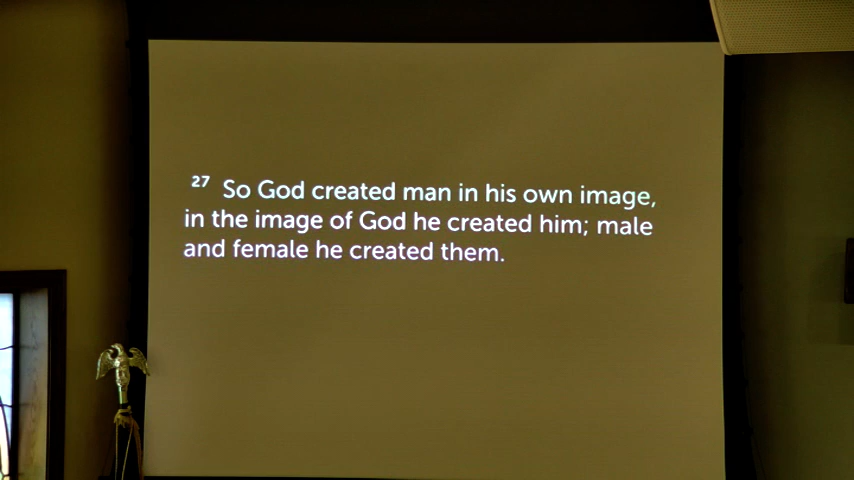 27 So God created man in his own image,
in the image of God he created him; male
and female he created them.